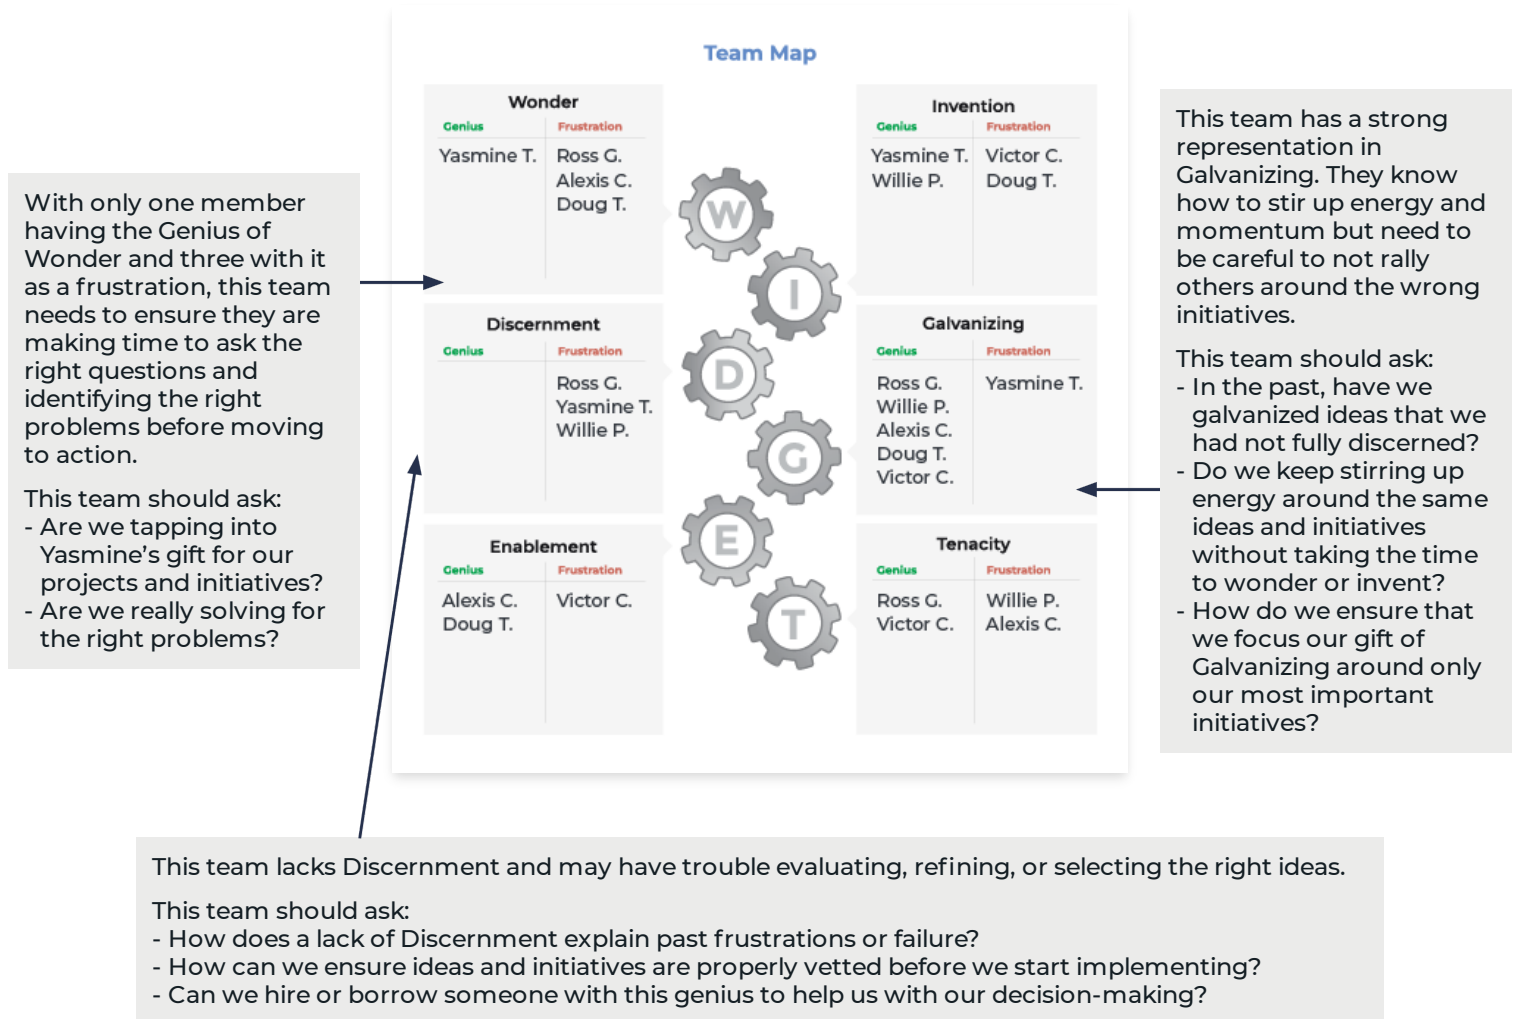 Team Map
Wonder
Genius
Frustration
Yasmine T.
Ross G.
Alexis C.
Doug T.
Invention
Genius
Frustration
Yasmine T.
Willie P.
Victor C.
Doug T.
W
I
D
G
E
T
Discernment
Genius
Frustration
Ross G.
Yasmine T.
Willie P.
Galvanizing
Genius
Frustration
Ross G.
Willie P.
Alexis C.
Doug T.
Victor C.
Yasmine T.
Enablement
Genius
Frustration
Alexis C.
Doug T.
Victor C.
Tenacity
Genius
Frustration
Ross G.
Victor C.
Willie P.
Alexis C.
With only one member
having the Genius of
Wonder and three with it
as a frustration, this team
needs to ensure they are
making time to ask the
right questions and
identifying the right
problems before moving
to action.
This team should ask:
- Are we tapping into
Yasmine’s gift for our
projects and initiatives?
- Are we really solving for
the right problems?
This team has a strong
representation in
Galvanizing. They know
how to stir up energy and
momentum but need to
be careful to not rally
others around the wrong
initiatives.
This team should ask:
- In the past, have we
galvanized ideas that we
had not fully discerned?
- Do we keep stirring up
energy around the same
ideas and initiatives
without taking the time
to wonder or invent?
- How do we ensure that
we focus our gift of
Galvanizing around only
our most important
initiatives?
This team lacks Discernment and may have trouble evaluating, refining, or selecting the right ideas.
This team should ask:
- How does a lack of Discernment explain past frustrations or failure?
- How can we ensure ideas and initiatives are properly vetted before we start implementing?
- Can we hire or borrow someone with this genius to help us with our decision-making?